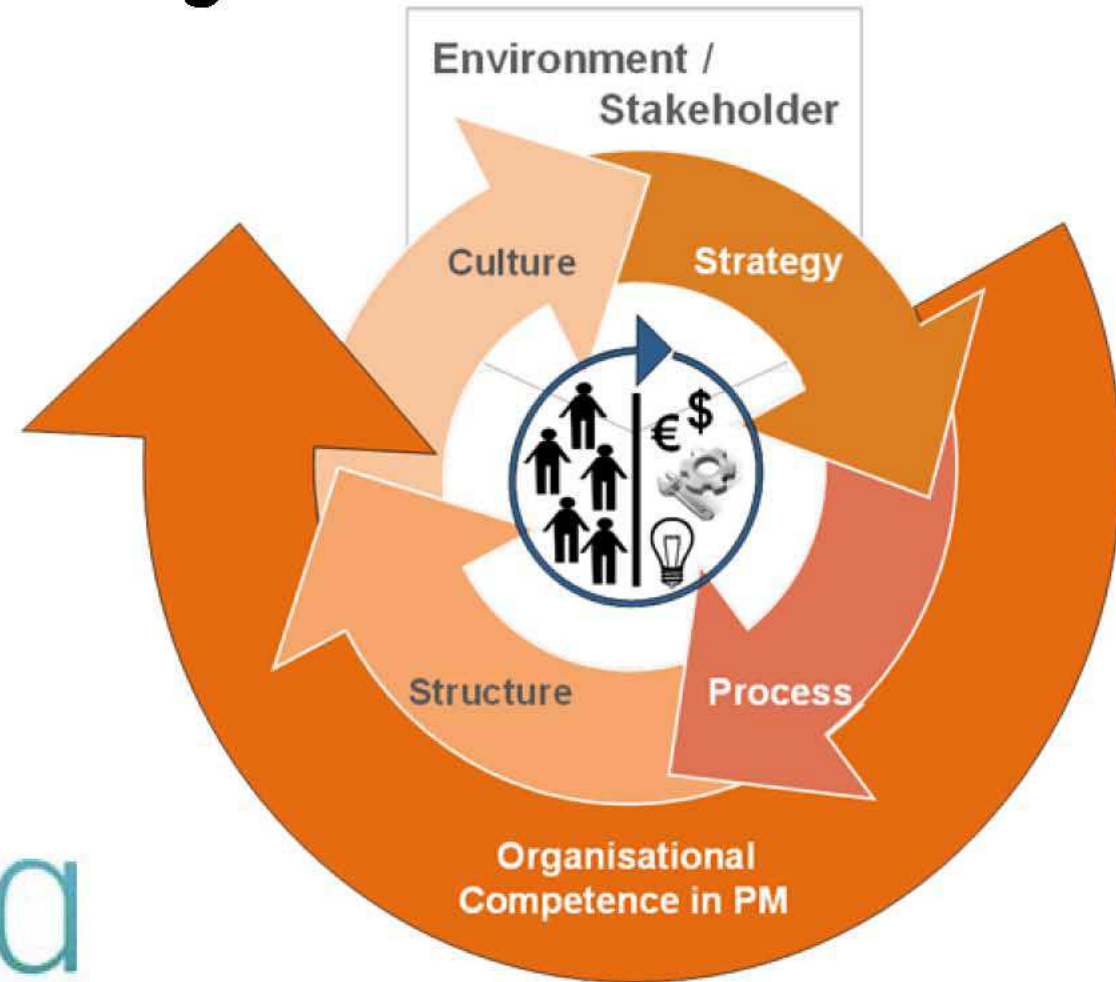 Environment /
Stakeholder
Culture
Strategy
€ $
Structure
Process
Organisational
Competence in PM
a